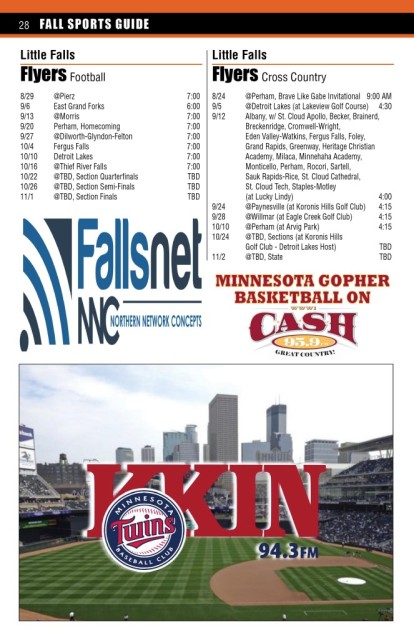 28 FALL SPORTS GUIDE
Little Falls
Flyers Football
8/29 @Pierz 7:00
9/6 East Grand Forks 6:00
9/13 @Morris 7:00
9/20 Perham, Homecoming 7:00
9/27 @Dilworth-Glyndon-Felton 7:00
10/4 Fergus Falls 7:00
10/10 Detroit Lakes 7:00
10/16 @Thief River Falls 7:00
10/22 @TBD, Section Quarterfinals TBD
10/26 @TBD, Section Semi-Finals TBD
11/1 @TBD, Section Finals TBD
Little Falls
Flyers Cross Country
8/24 @Perham, Brave Like Gabe Invitational 9:00 AM
9/5 @Detroit Lakes (at Lakeview Golf Course) 4:30
9/12 Albany, w/ St. Cloud Apollo, Becker, Brainerd,
Breckenridge, Cromwell-Wright,
Eden Valley-Watkins, Fergus Falls, Foley,
Grand Rapids, Greenway, Heritage Christian
Academy, Milaca, Minnehaha Academy,
Monticello, Perham, Rocori, Sartell,
Sauk Rapids-Rice, St. Cloud Cathedral,
St. Cloud Tech, Staples-Motley
(at Lucky Lindy) 4:00
9/24 @Paynesville (at Koronis Hills Golf Club) 4:15
9/28 @Willmar (at Eagle Creek Golf Club) 4:15
10/10 @Perham (at Arvig Park) 4:15
10/24 @TBD, Sections (at Koronis Hills
Golf Club - Detroit Lakes Host) TBD
11/2 @TBD, State TBD
Fallsnet
NNC NORTHERN NETWORK CONCEPTS
MINNESOTA GOPHER
BASKETBALL ON
CASH
95.9
GREAT COUNTRY!
KKIN
MINNESOTA
Twins
BASEBALL CLUB
94.3 FM